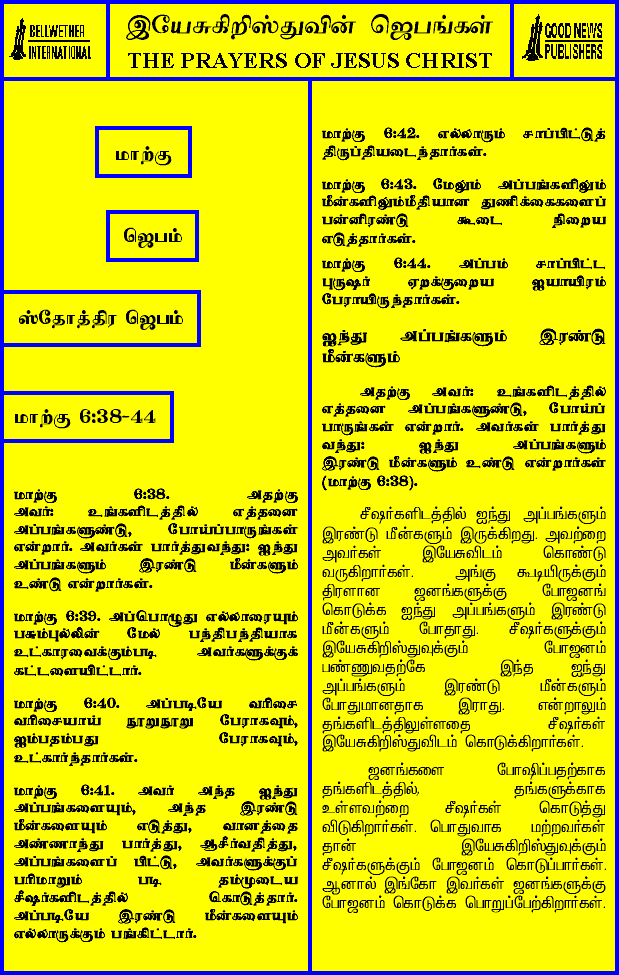 BELLWETHER
INTERNATIONAL
இயேசுகிறிஸ்துவின் ஜெபங்கள்
THE PRAYERS OF JESUS CHRIST
GOOD NEWS
PUBLISHERS
மாற்கு
ஜெபம்
ஸ்தோத்திர ஜெபம்
மாற்கு 6:38-44
மாற்கு 6:38. அதற்கு
அவர்: உங்களிடத்தில் எத்தனை
அப்பங்களுண்டு, போய்ப்பாருங்கள்
என்றார். அவர்கள் பார்த்துவந்து: ஐந்து
அப்பங்களும் இரண்டு மீன்களும்
உண்டு என்றார்கள்.
மாற்கு 6:39. அப்பொழுது எல்லாரையும்
பசும்புல்லின் மேல் பந்திபந்தியாக
உட்காரவைக்கும்படி அவர்களுக்குக்
கட்டளையிட்டார்.
மாற்கு 6:40. அப்படியே வரிசை
வரிசையாய் நூறுநூறு பேராகவும்,
ஐம்பதம்பது பேராகவும்,
உட்கார்ந்தார்கள்.
மாற்கு 6:41. அவர் அந்த ஐந்து
அப்பங்களையும், அந்த இரண்டு
மீன்களையும் எடுத்து, வானத்தை
அண்ணாந்து பார்த்து, ஆசீர்வதித்து,
அப்பங்களைப் பிட்டு, அவர்களுக்குப்
பரிமாறும் படி தம்முடைய
சீஷர்களிடத்தில் கொடுத்தார்.
அப்படியே இரண்டு மீன்களையும்
எல்லாருக்கும் பங்கிட்டார்.
மாற்கு 6:42. எல்லாரும் சாப்பிட்டுத்
திருப்தியடைந்தார்கள்.
மாற்கு 6:43. மேலும் அப்பங்களிலும்
மீன்களிலும்மீதியான துணிக்கைகளைப்
பன்னிரண்டு கூடை நிறைய
எடுத்தார்கள்.
மாற்கு 6:44. அப்பம் சாப்பிட்ட
புருஷர் ஏறக்குறைய ஐயாயிரம்
பேராயிருந்தார்கள்.
ஐந்து அப்பங்களும் இரண்டு
மீன்களும்
அதற்கு அவர்: உங்களிடத்தில்
எத்தனை அப்பங்களுண்டு, போய்ப்
பாருங்கள் என்றார். அவர்கள் பார்த்து
வந்து: ஐந்து அப்பங்களும்
இரண்டு மீன்களும் உண்டு என்றார்கள்
(மாற்கு 6:38).
சீஷர்களிடத்தில் ஐந்து அப்பங்களும்
இரண்டு மீன்களும் இருக்கிறது. அவற்றை
அவர்கள் இயேசுவிடம் கொண்டு
வருகிறார்கள். அங்கு கூடியிருக்கும்
திரளான ஜனங்களுக்கு போஜனங்
கொடுக்க ஐந்து அப்பங்களும் இரண்டு
மீன்களும் போதாது. சீஷர்களுக்கும்
இயேசுகிறிஸ்துவுக்கும் போஜனம்
பண்ணுவதற்கே இந்த ஐந்து
அப்பங்களும் இரண்டு மீன்களும்
போதுமானதாக இராது. என்றாலும்
தங்களிடத்திலுள்ளதை சீஷர்கள்
இயேசுகிறிஸ்துவிடம் கொடுக்கிறார்கள்.
ஜனங்களை போஷிப்பதற்காக
தங்களிடத்தில், தங்களுக்காக
உள்ளவற்றை சீஷர்கள் கொடுத்து
விடுகிறார்கள். பொதுவாக மற்றவர்கள்
தான் இயேசுகிறிஸ்துவுக்கும்
சீஷர்களுக்கும் போஜனம் கொடுப்பார்கள்.
ஆனால் இங்கோ இவர்கள் ஜனங்களுக்கு
போஜனம் கொடுக்க பொறுப்பேற்கிறார்கள்.